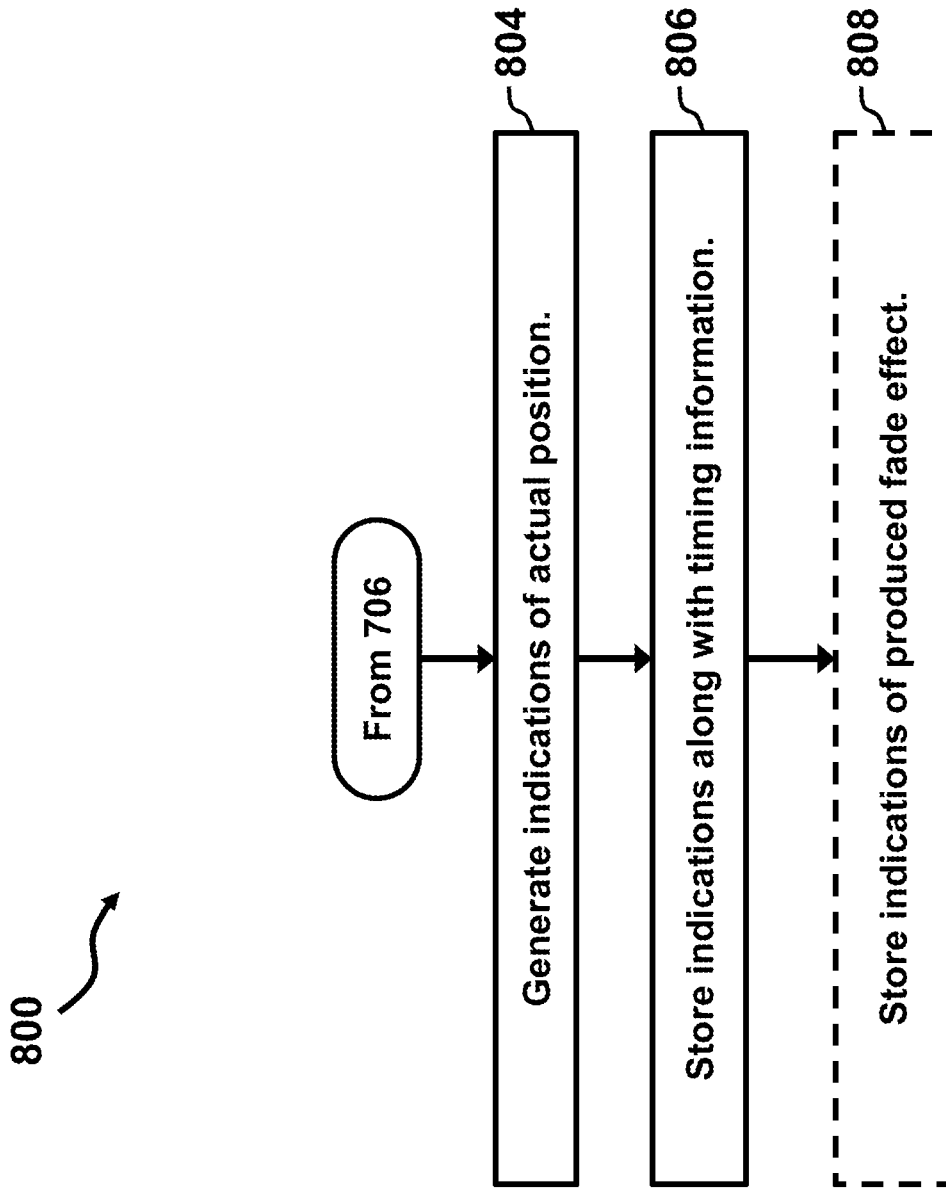 800
From 706
Generate indications of actual position.
804
Store indications along with timing information.
806
Store indications of produced fade effect.
808